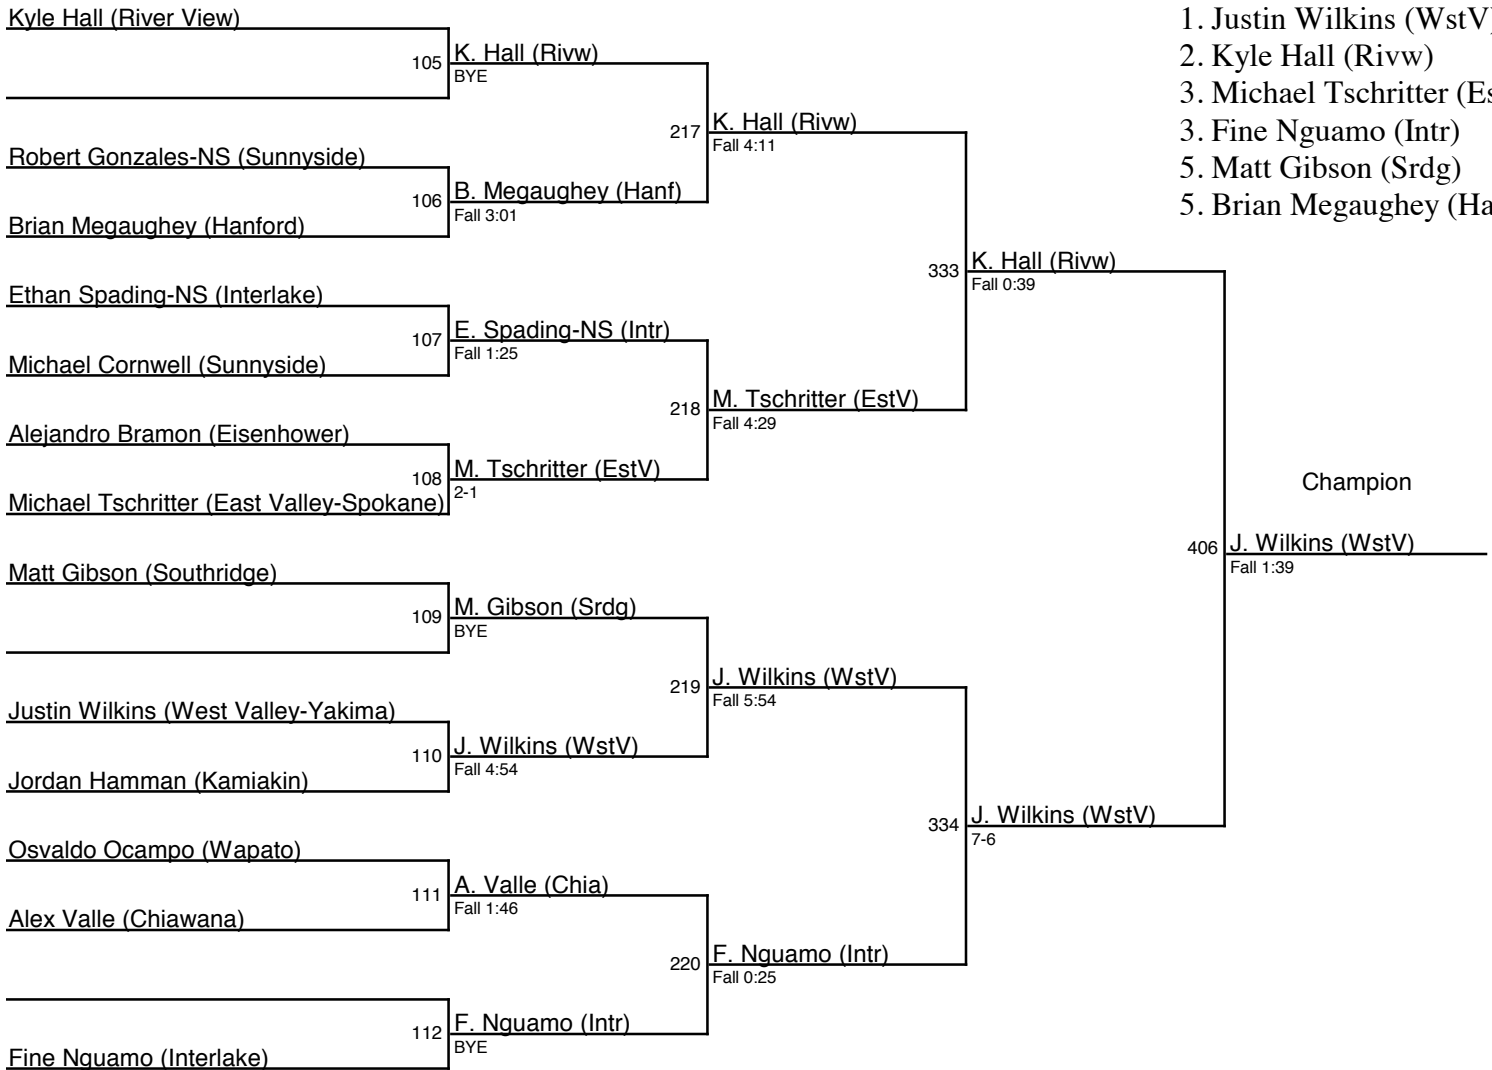 Kyle Hall (River View)
105
K. Hall (Rivw)
BYE
Robert Gonzales-NS (Sunnyside)
106
B. Megaughey (Hanf)
Fall 3:01
Brian Megaughey (Hanford)
217
K. Hall (Rivw)
Fall 4:11
Ethan Spading-NS (Interlake)
107
E. Spading-NS (Intr)
Fall 1:25
Michael Cornwell (Sunnyside)
Alejandro Bramon (Eisenhower)
108
M. Tschritter (EstV)
2-1
Michael Tschritter (East Valley-Spokane)
218
M. Tschritter (EstV)
Fall 4:29
333
K. Hall (Rivw)
Fall 0:39
Matt Gibson (Southridge)
109
M. Gibson (Srdg)
BYE
Justin Wilkins (West Valley-Yakima)
110
J. Wilkins (WstV)
Fall 4:54
Jordan Hamman (Kamiakin)
219
J. Wilkins (WstV)
Fall 5:54
Osvaldo Ocampo (Wapato)
111
A. Valle (Chia)
Fall 1:46
Alex Valle (Chiawana)
112
F. Nguamo (Intr)
BYE
Fine Nguamo (Interlake)
220
F. Nguamo (Intr)
Fall 0:25
334
J. Wilkins (WstV)
7-6
Champion
406
J. Wilkins (WstV)
Fall 1:39
1. Justin Wilkins (WstV)
2. Kyle Hall (Rivw)
3. Michael Tschritter (Es
3. Fine Nguamo (Intr)
5. Matt Gibson (Srdg)
5. Brian Megaughey (Ha